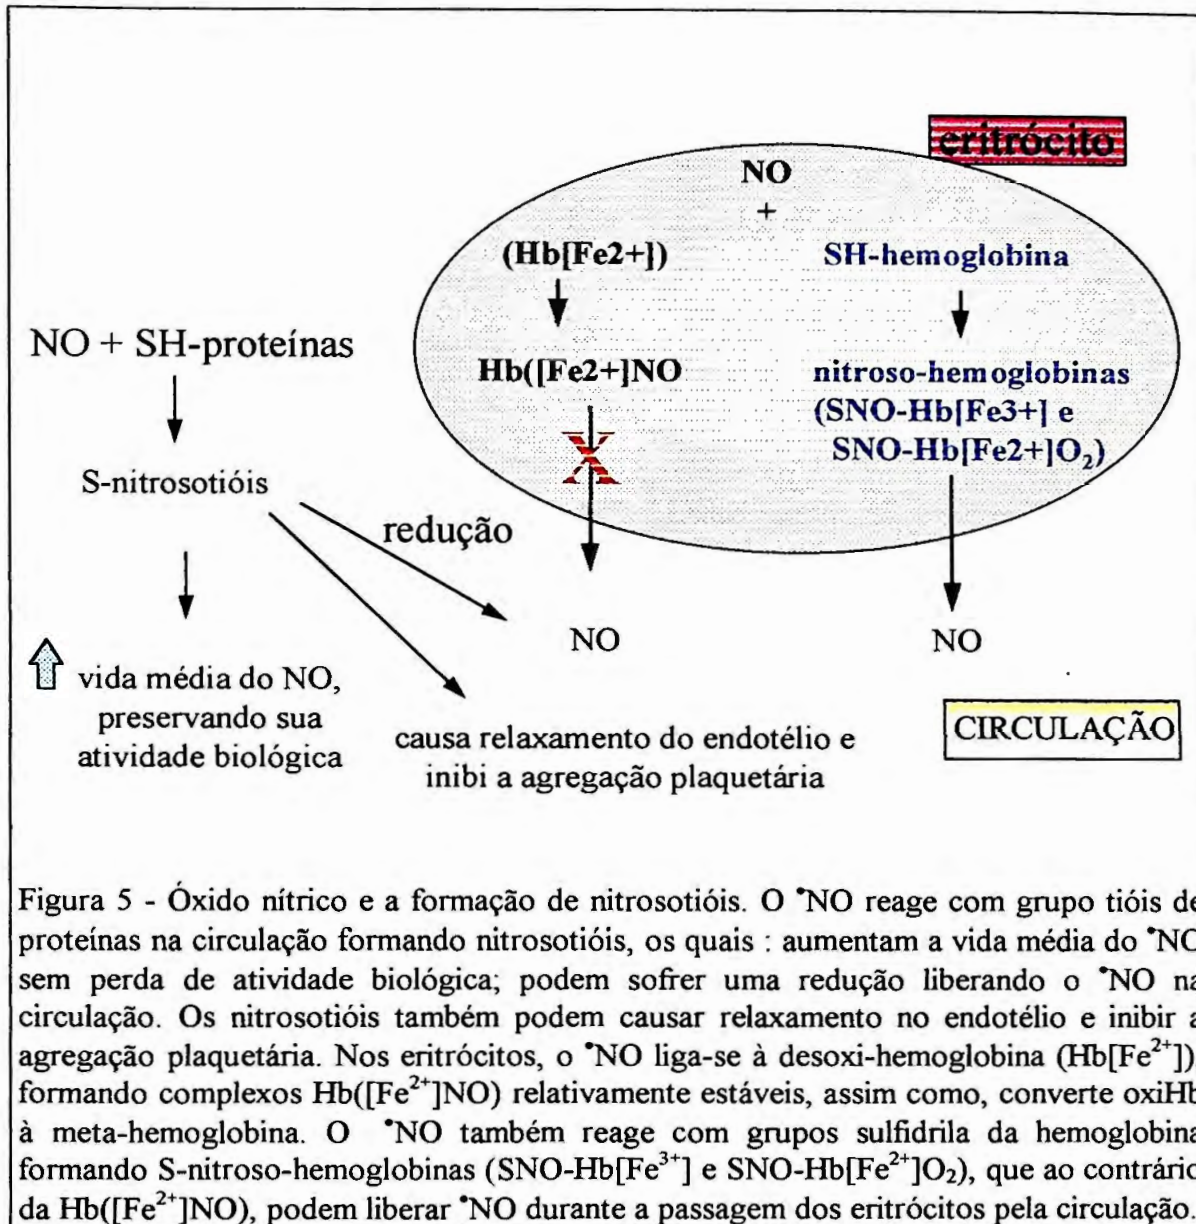 eritrócito
NO
+
(Hb[Fe2+])
SH-hemoglobina
NO + SH-proteínas
Hb([Fe2+]NO
nitroso-hemoglobinas
(SNO-Hb[Fe3+] e
SNO-Hb[Fe2+]O₂)
X
S-nitrosotióis
redução
NO
NO
vida média do NO,
preservando sua
atividade biológica
causa relaxamento do endotélio e
inibi a agregação plaquetária
CIRCULAÇÃO
Figura 5 - Óxido nítrico e a formação de nitrosotióis. O •NO reage com grupo tióis de
proteínas na circulação formando nitrosotióis, os quais : aumentam a vida média do •NO
sem perda de atividade biológica; podem sofrer uma redução liberando o •NO na
circulação. Os nitrosotióis também podem causar relaxamento no endotélio e inibir a
agregação plaquetária. Nos eritrócitos, o •NO liga-se à desoxi-hemoglobina (Hb[Fe²⁺])
formando complexos Hb([Fe²⁺]NO) relativamente estáveis, assim como, converte oxiHb
à meta-hemoglobina. O •NO também reage com grupos sulfidrila da hemoglobina
formando S-nitroso-hemoglobinas (SNO-Hb[Fe³⁺] e SNO-Hb[Fe²⁺]O₂), que ao contrário
da Hb([Fe²⁺]NO), podem liberar •NO durante a passagem dos eritrócitos pela circulação.